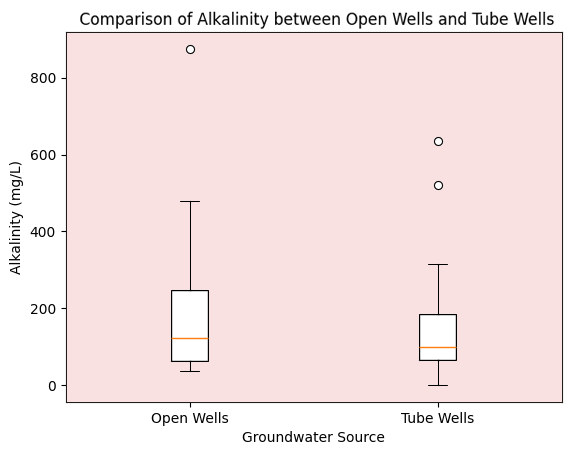 Comparison of Alkalinity between Open Wells and Tube Wells
800
600
400
200
0
Alkalinity (mg/L)
Open Wells
Tube Wells
Groundwater Source